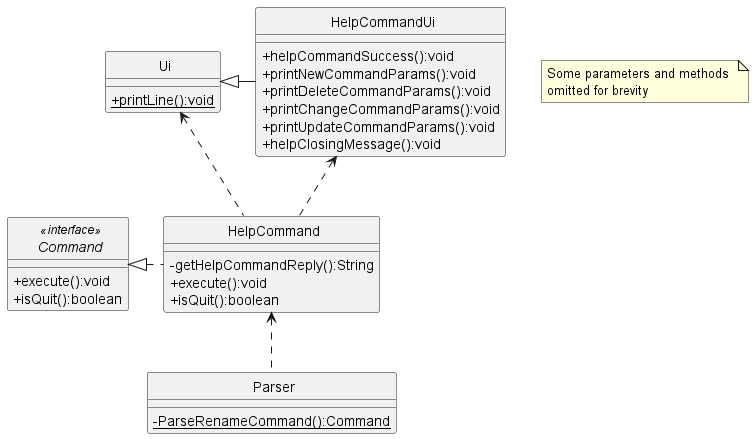 HelpCommandUi
+helpCommandSuccess():void
+printNewCommandParams():void
+printDeleteCommandParams():void
+printChangeCommandParams():void
+printUpdateCommandParams():void
+helpClosingMessage():void
Ui
+printLine():void
Some parameters and methods
omitted for brevity
«interface»
Command
+execute():void
+isQuit():boolean
HelpCommand
-getHelpCommandReply():String
+execute():void
+isQuit():boolean
Parser
-ParseRenameCommand():Command